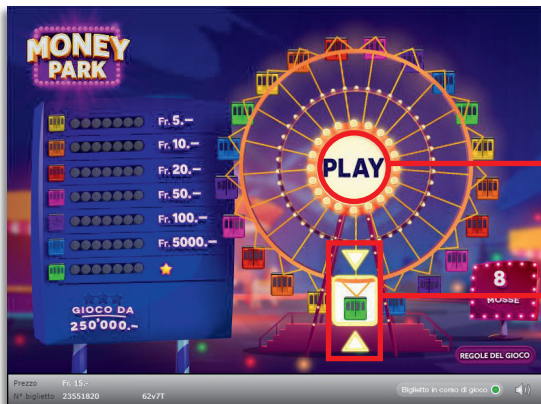 MONEY
PARK
Fr. 5.–
Fr. 10.–
Fr. 20.–
Fr. 50.–
Fr. 100.–
Fr. 5000.–
GIOCO DA
250'000.–
PLAY
8
MOSSE
REGOLE DEL GIOCO
Prezzo Fr. 15.-
N° biglietto 23551820 62v7T
Biglietto in corso di gioco